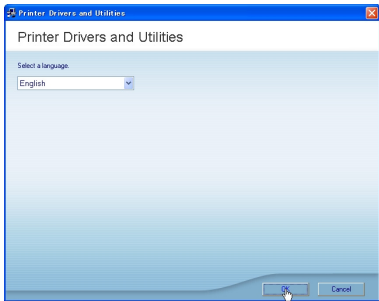 Printer Drivers and Utilities
Printer Drivers and Utilities
Select a language.
English
OK
Cancel